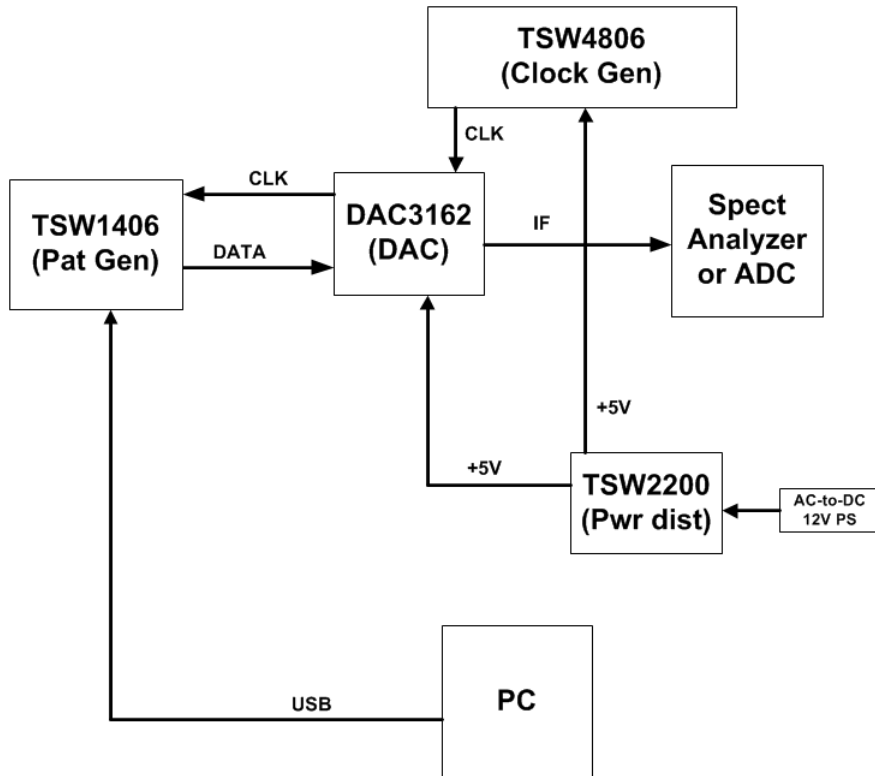 TSW4806
(Clock Gen)
CLK
CLK
TSW1406
(Pat Gen)
DATA
DAC3162
(DAC)
IF
Spect
Analyzer
or ADC
+5V
+5V
TSW2200
(Pwr dist)
AC-to-DC
12V PS
USB
PC